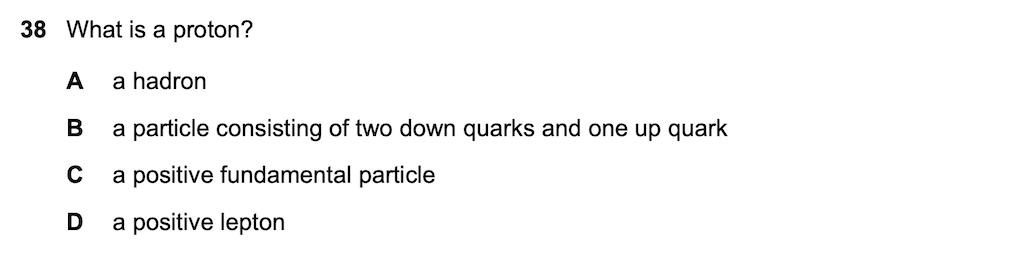 38 What is a proton?
A a hadron
B a particle consisting of two down quarks and one up quark
C a positive fundamental particle
D a positive lepton